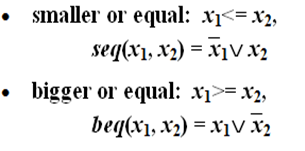 • smaller or equal: x₁<= x₂,
seq(x₁, x₂) = x̅₁∨ x₂
• bigger or equal: x₁>= x₂,
beq(x₁, x₂) = x₁∨ x̅₂